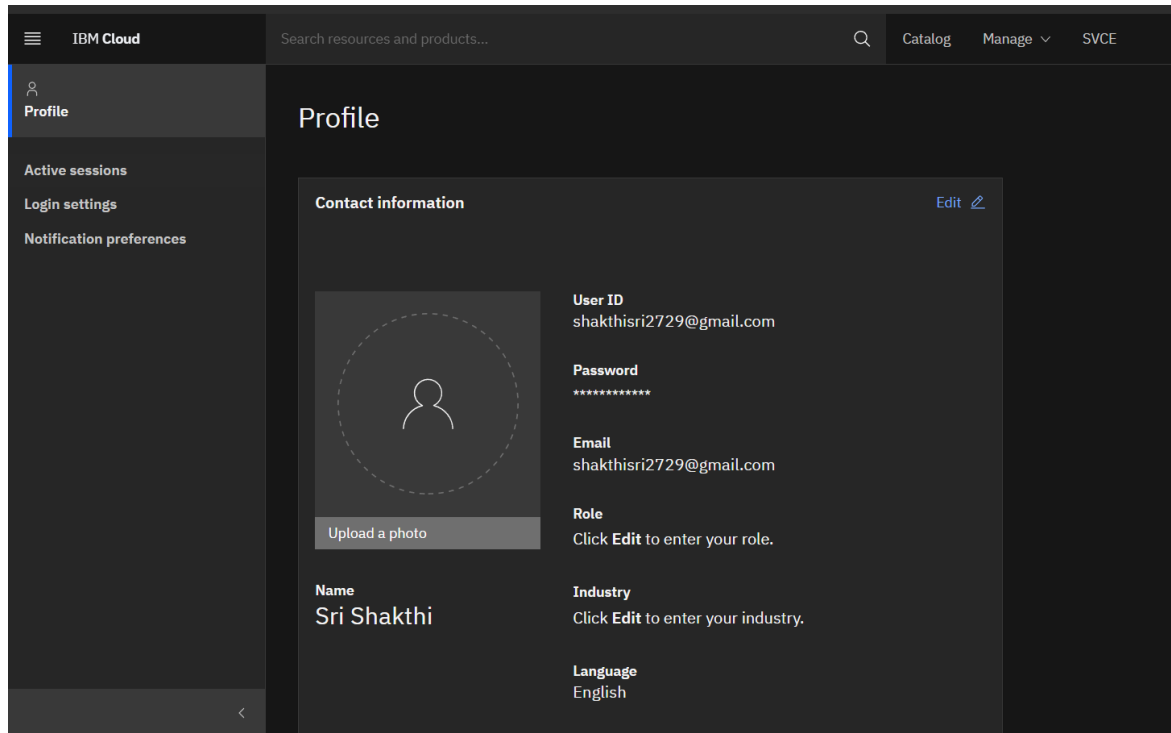 IBM Cloud
Search resources and products...
Catalog
Manage
SVCE
Profile
Active sessions
Login settings
Notification preferences
Profile
Contact information
Edit
Upload a photo
Name
Sri Shakthi
User ID
shakthisri2729@gmail.com
Password
************
Email
shakthisri2729@gmail.com
Role
Click Edit to enter your role.
Industry
Click Edit to enter your industry.
Language
English